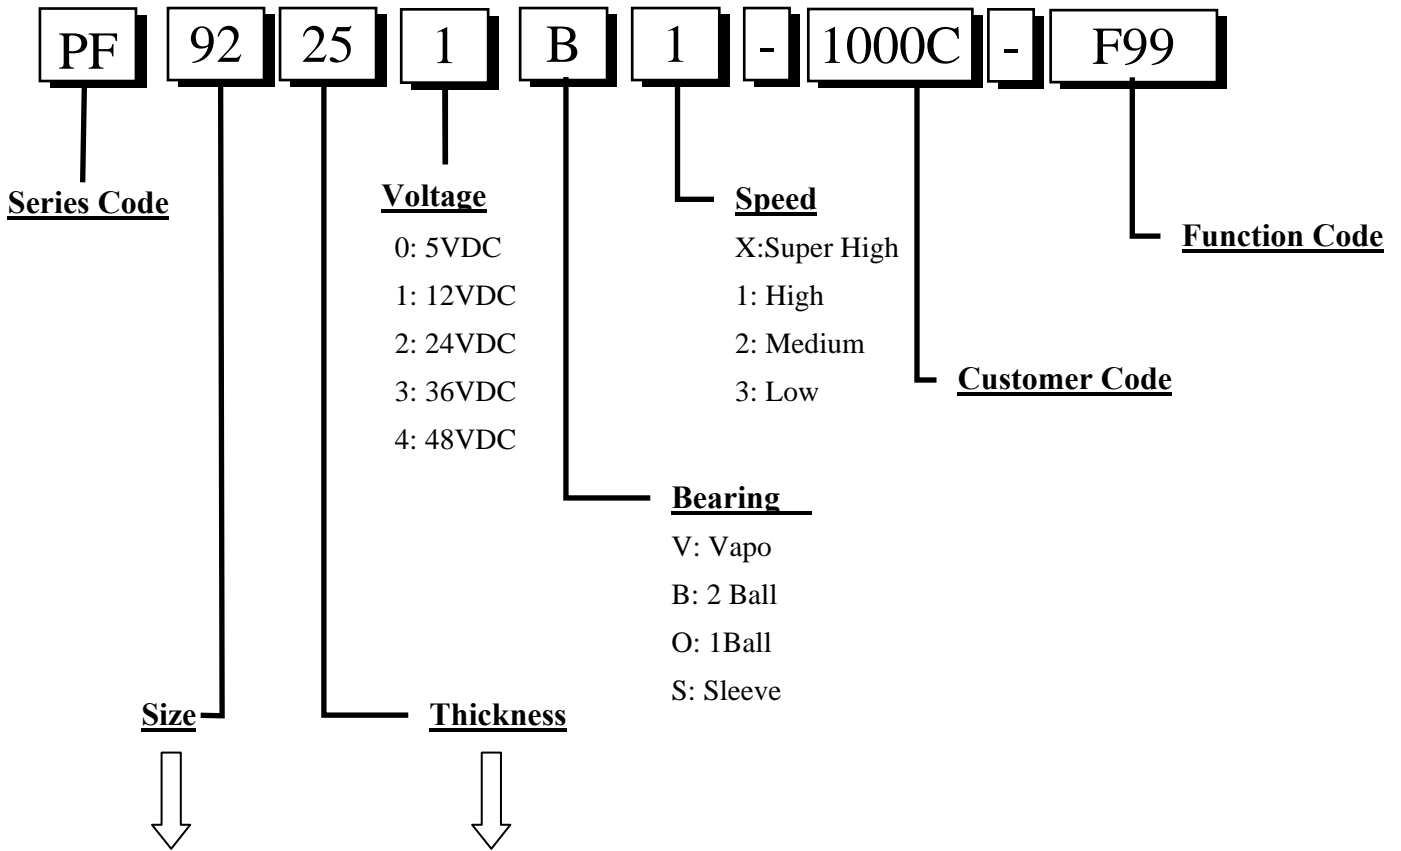 PF 92 25 1 B 1 - 1000C - F99
Series Code
Voltage
0: 5VDC
1: 12VDC
2: 24VDC
3: 36VDC
4: 48VDC
Speed
X:Super High
1: High
2: Medium
3: Low
Function Code
Customer Code
Bearing
V: Vapo
B: 2 Ball
O: 1Ball
S: Sleeve
Size
Thickness